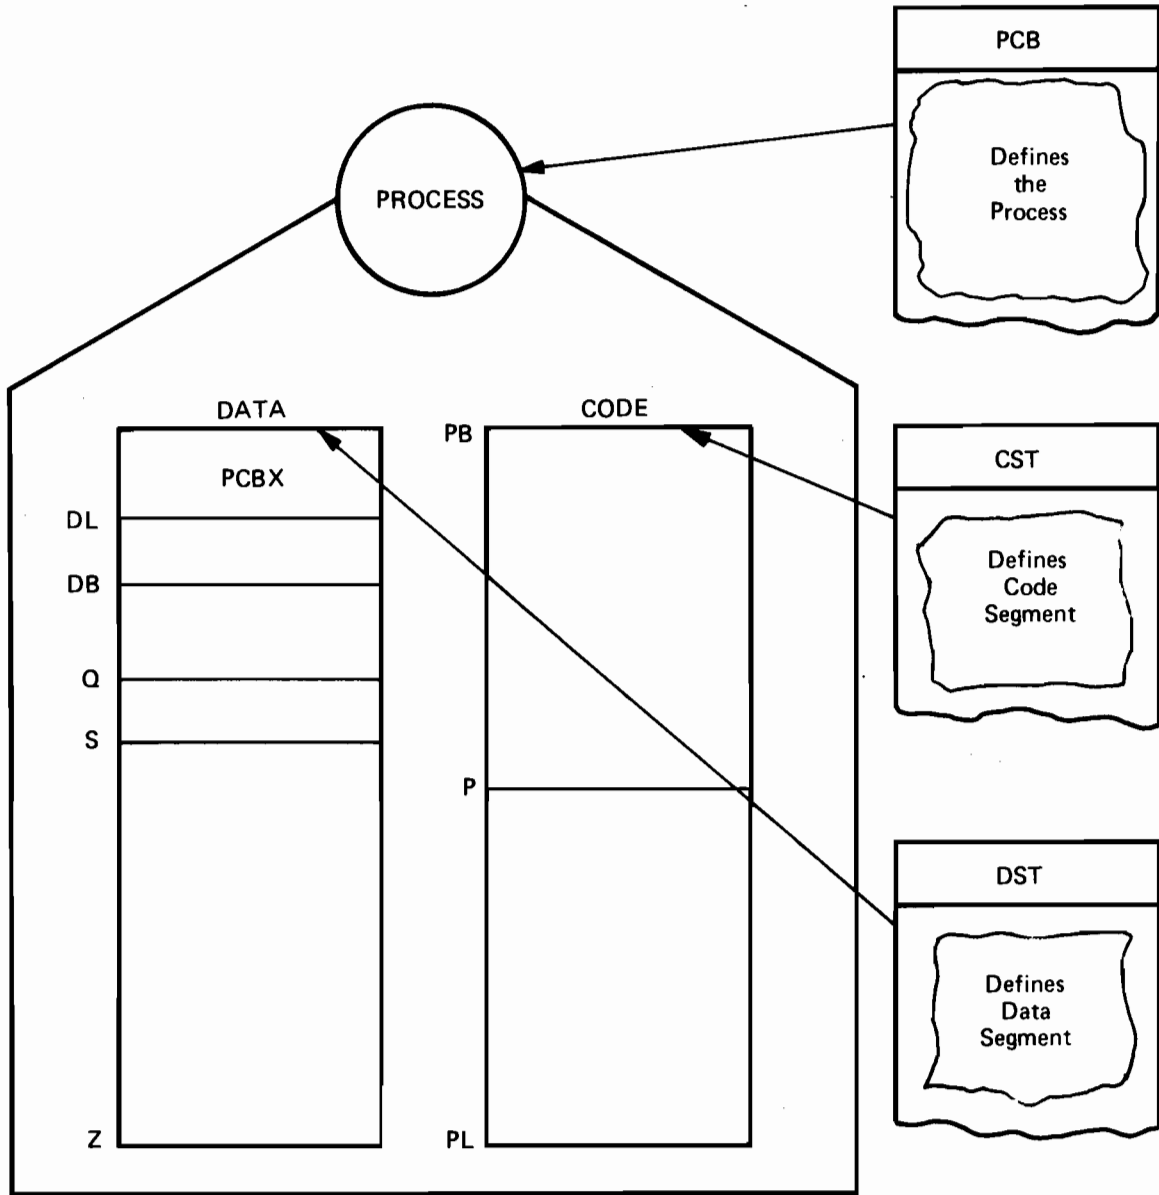 PCB
Defines
the
Process
PROCESS
DATA
CODE
PB
PCBX
DL
DB
Q
S
P
Z
PL
CST
Defines
Code
Segment
DST
Defines
Data
Segment